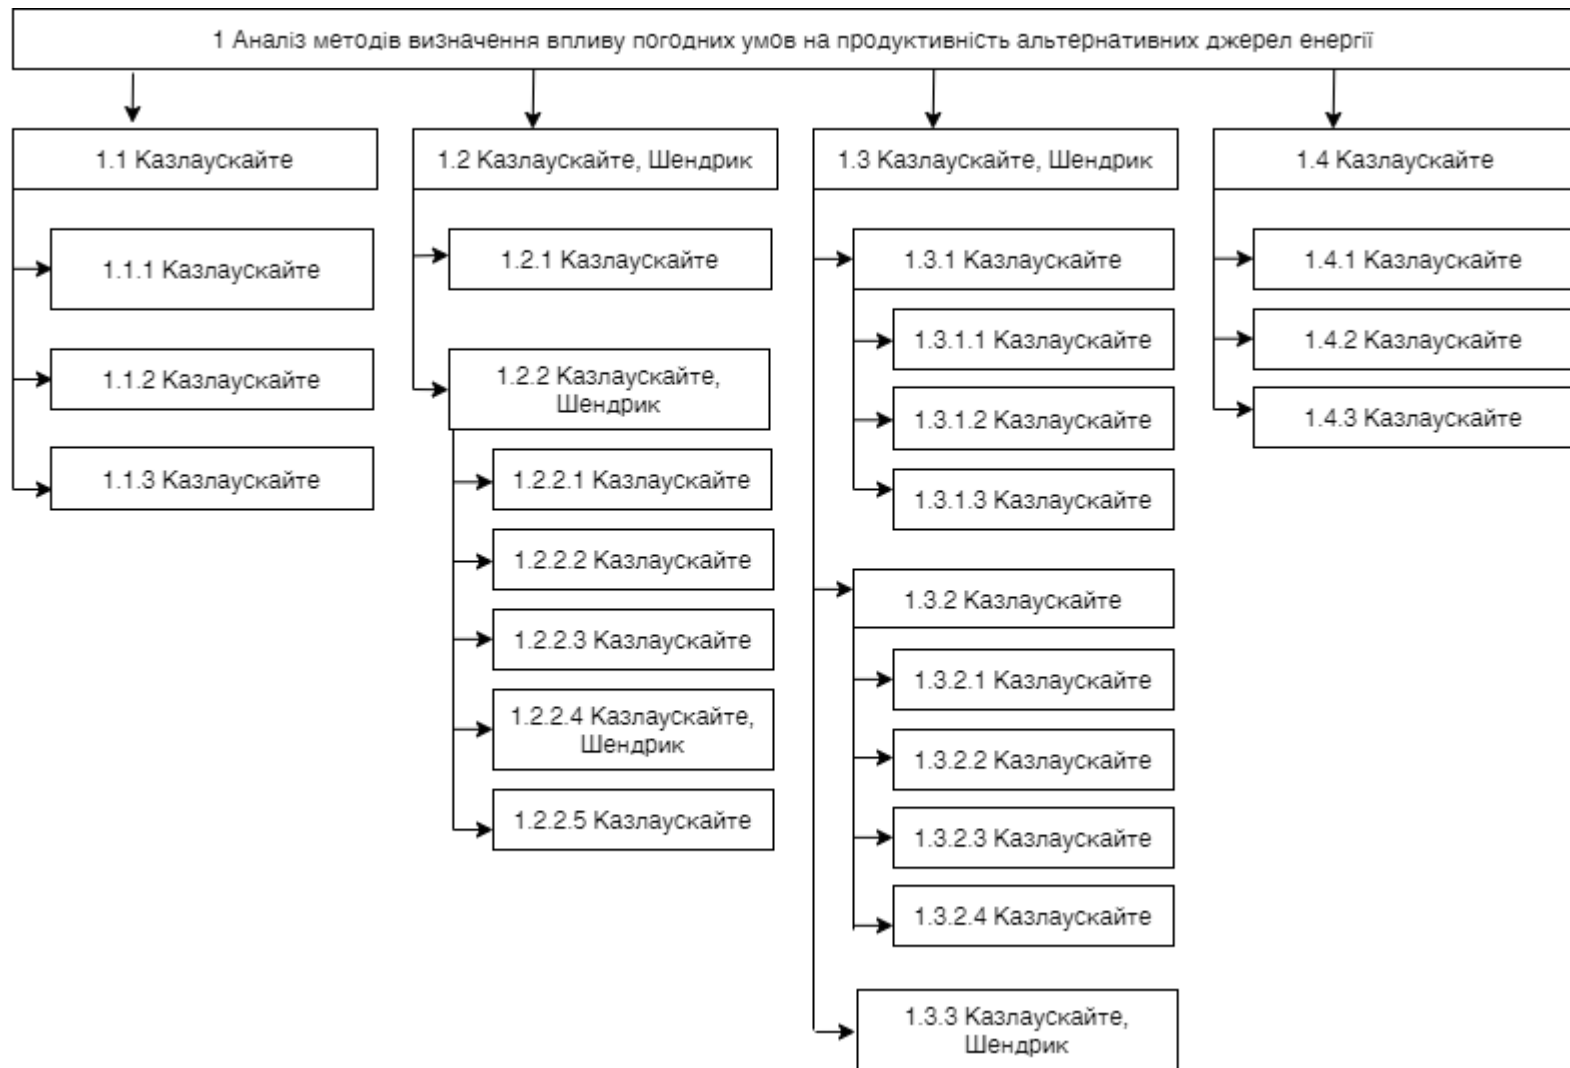 1 Аналіз методів визначення впливу погодних умов на продуктивність альтернативних джерел енергії
1.1 Казлаускайте
1.1.1 Казлаускайте
1.1.2 Казлаускайте
1.1.3 Казлаускайте
1.2 Казлаускайте, Шендрик
1.2.1 Казлаускайте
1.2.2 Казлаускайте,
Шендрик
1.2.2.1 Казлаускайте
1.2.2.2 Казлаускайте
1.2.2.3 Казлаускайте
1.2.2.4 Казлаускайте,
Шендрик
1.2.2.5 Казлаускайте
1.3 Казлаускайте, Шендрик
1.3.1 Казлаускайте
1.3.1.1 Казлаускайте
1.3.1.2 Казлаускайте
1.3.1.3 Казлаускайте
1.3.2 Казлаускайте
1.3.2.1 Казлаускайте
1.3.2.2 Казлаускайте
1.3.2.3 Казлаускайте
1.3.2.4 Казлаускайте
1.3.3 Казлаускайте,
Шендрик
1.4 Казлаускайте
1.4.1 Казлаускайте
1.4.2 Казлаускайте
1.4.3 Казлаускайте